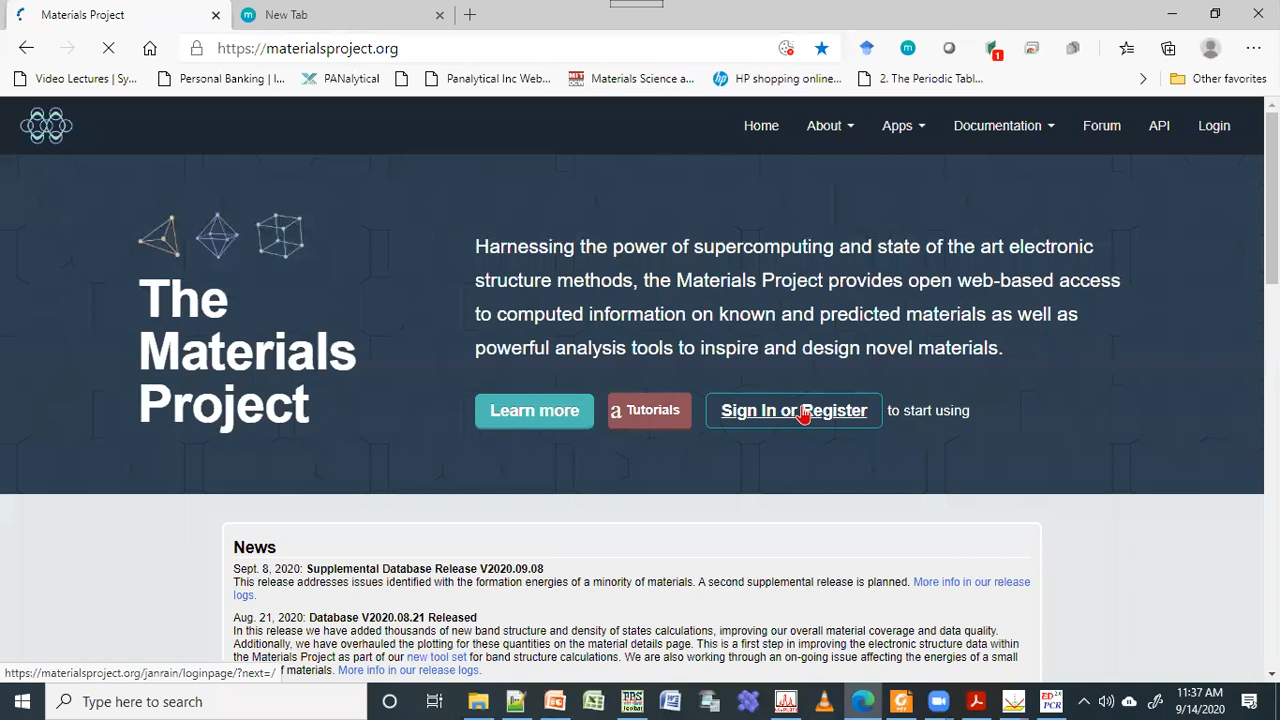 Materials Project
New Tab
https://materialsproject.org
1
Video Lectures | Sy...
Personal Banking | I...
PANalytical
Panalytical Inc Web...
MIT
Materials Science a...
hp
HP shopping online...
2. The Periodic Tabl...
Other favorites
Home
About
Apps
Documentation
Forum
API
Login
Harnessing the power of supercomputing and state of the art electronic
structure methods, the Materials Project provides open web-based access
to computed information on known and predicted materials as well as
powerful analysis tools to inspire and design novel materials.
The
Materials
Project
Learn more
a Tutorials
Sign In or Register
to start using
News
Sept. 8, 2020: Supplemental Database Release V2020.09.08
This release addresses issues identified with the formation energies of a minority of materials. A second supplemental release is planned. More info in our release
logs.
Aug. 21, 2020: Database V2020.08.21 Released
In this release we have added thousands of new band structure and density of states calculations, improving our overall material coverage and data quality.
Additionally, we have overhauled the plotting for these quantities on the material details page. This is a first step in improving the electronic structure data within
the Materials Project as part of our new tool set for band structure calculations. We are also working through an on-going issue affecting the energies of a small
of materials. More info in our release logs.
https://materialsproject.org/janrain/loginpage/?next=/
Type here to search
11:37 AM
9/14/2020